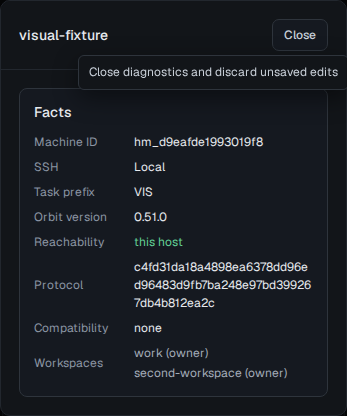 visual-fixture
Close
Close diagnostics and discard unsaved edits
Facts
Machine ID hm_d9eafde1993019f8
SSH Local
Task prefix VIS
Orbit version 0.51.0
Reachability this host
Protocol c4fd31da18a4898ea6378dd96e
d96483d9fb7ba248e97bd39926
7db4b812ea2c
Compatibility none
Workspaces work (owner)
second-workspace (owner)